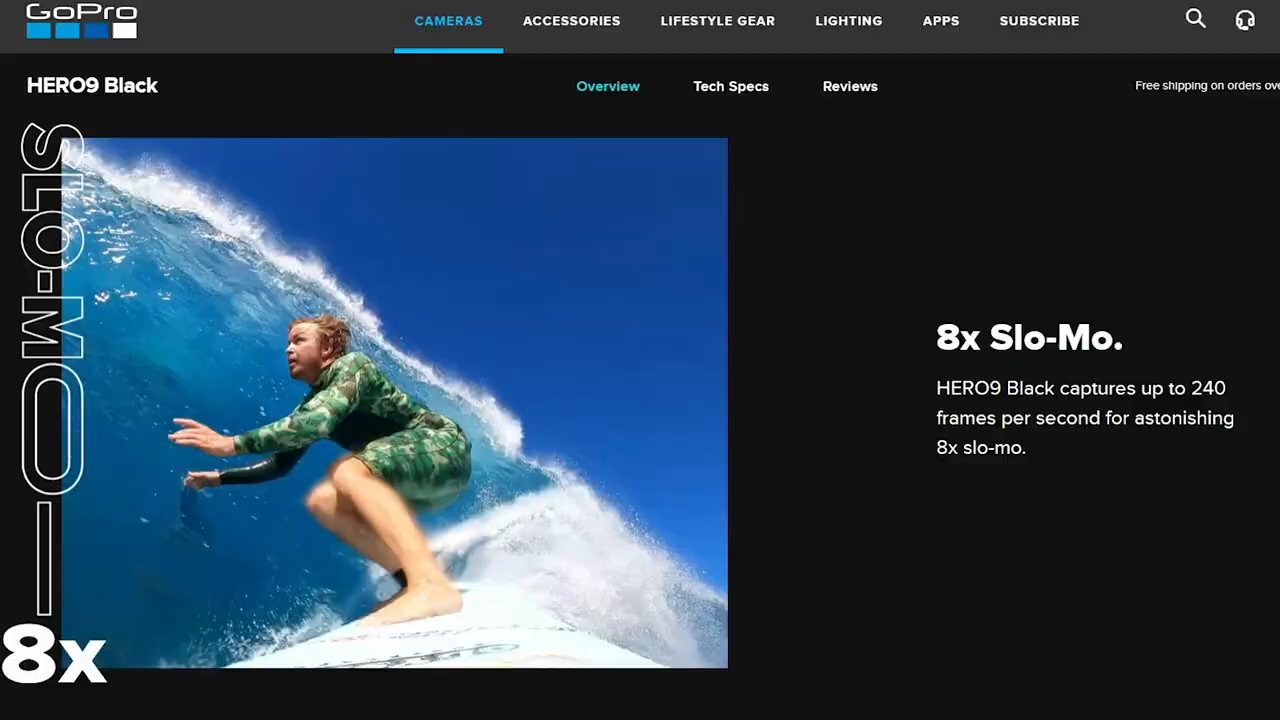 GoPro
CAMERAS ACCESSORIES LIFESTYLE GEAR LIGHTING APPS SUBSCRIBE
HERO9 Black
Overview Tech Specs Reviews
Free shipping on orders
SLO-MO
8x
8x Slo-Mo.
HERO9 Black captures up to 240
frames per second for astonishing
8x slo-mo.